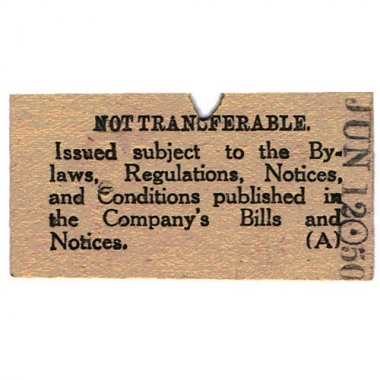 NOT TRANSFERABLE.
Issued subject to the By-
laws, Regulations, Notices,
and Conditions published in
the Company's Bills and
Notices. (A)
JUN 12 50